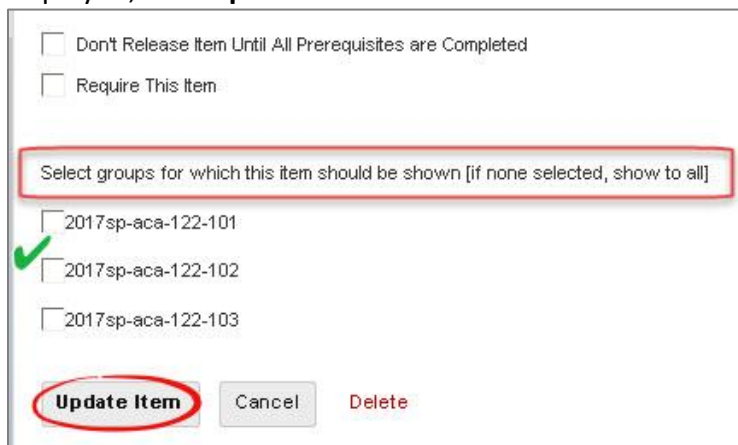 Don't Release Item Until All Prerequisites are Completed
Require This Item
Select groups for which this item should be shown [if none selected, show to all]
2017sp-aca-122-101
2017sp-aca-122-102
2017sp-aca-122-103
Update Item Cancel Delete